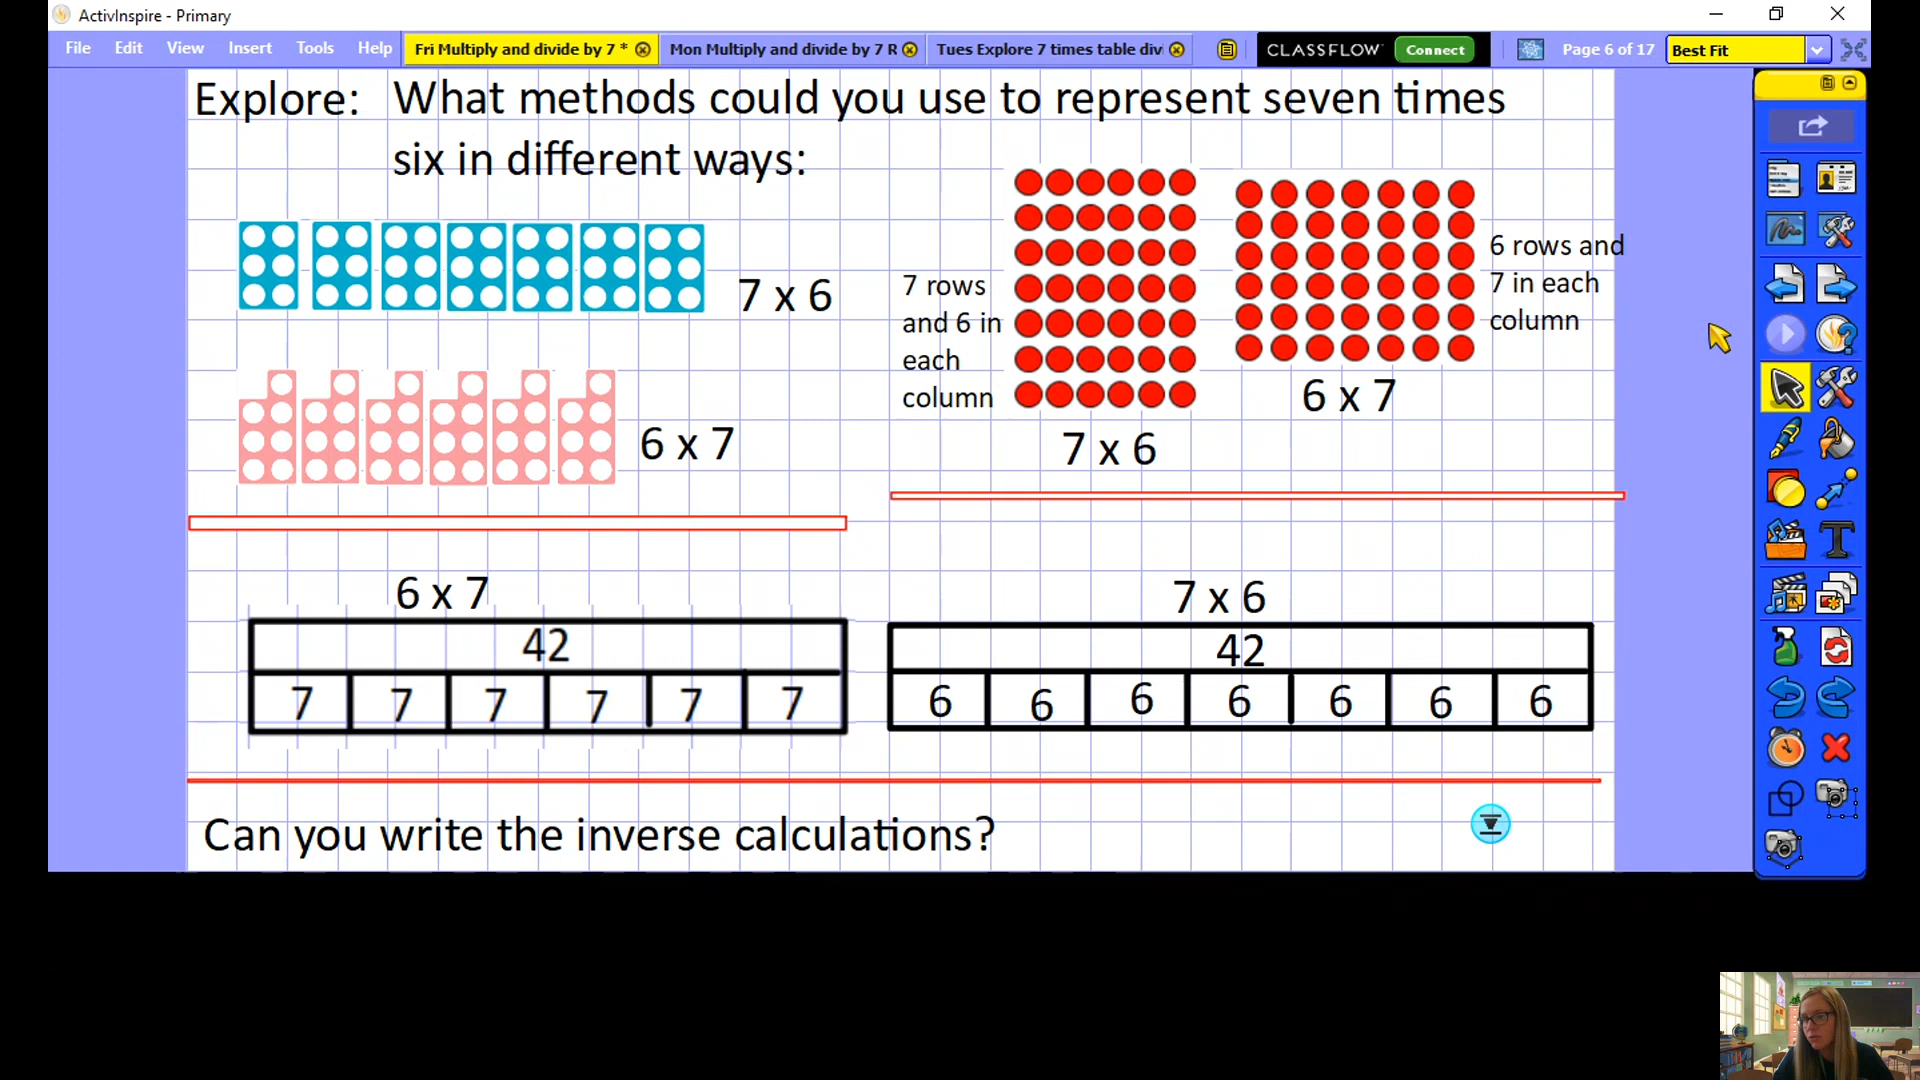 ActivInspire - Primary
File Edit View Insert Tools Help
Fri Multiply and divide by 7 *
Mon Multiply and divide by 7 R
Tues Explore 7 times table divi
CLASSFLOW Connect
Page 6 of 17
Best Fit
Explore: What methods could you use to represent seven times
six in different ways:
7 x 6
6 x 7
7 rows
and 6 in
each
column
7 x 6
6 rows and
7 in each
column
6 x 7
6 x 7
42
7 7 7 7 7 7
7 x 6
42
6 6 6 6 6 6 6
Can you write the inverse calculations?